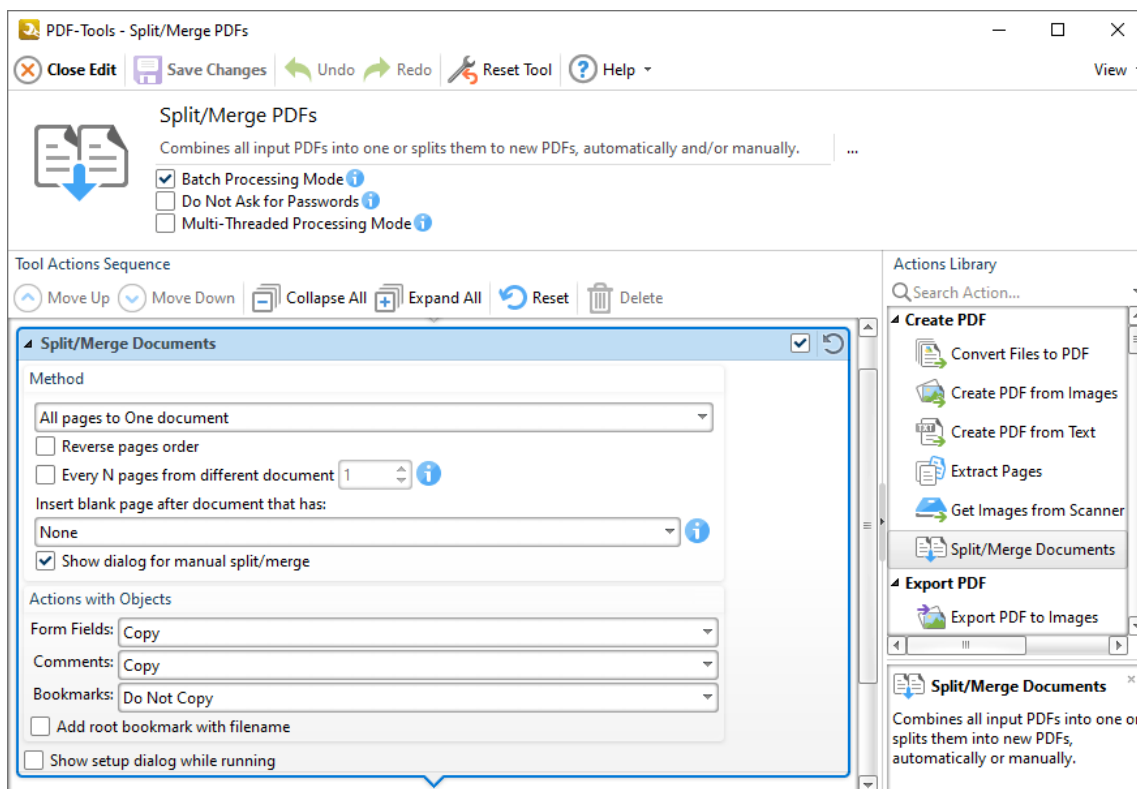 PDF-Tools - Split/Merge PDFs
Close Edit Save Changes Undo Redo Reset Tool ? Help View
Split/Merge PDFs
Combines all input PDFs into one or splits them to new PDFs, automatically and/or manually. ...
Batch Processing Mode i
Do Not Ask for Passwords i
Multi-Threaded Processing Mode i
Tool Actions Sequence
Move Up Move Down Collapse All Expand All Reset Delete
Split/Merge Documents
Method
All pages to One document
Reverse pages order
Every N pages from different document 1 i
Insert blank page after document that has:
None i
Show dialog for manual split/merge
Actions with Objects
Form Fields: Copy
Comments: Copy
Bookmarks: Do Not Copy
Add root bookmark with filename
Show setup dialog while running
Actions Library
Search Action...
Create PDF
Convert Files to PDF
Create PDF from Images
TXT Create PDF from Text
Extract Pages
Get Images from Scanner
Split/Merge Documents
Export PDF
Export PDF to Images
Split/Merge Documents
Combines all input PDFs into one or
splits them into new PDFs,
automatically or manually.